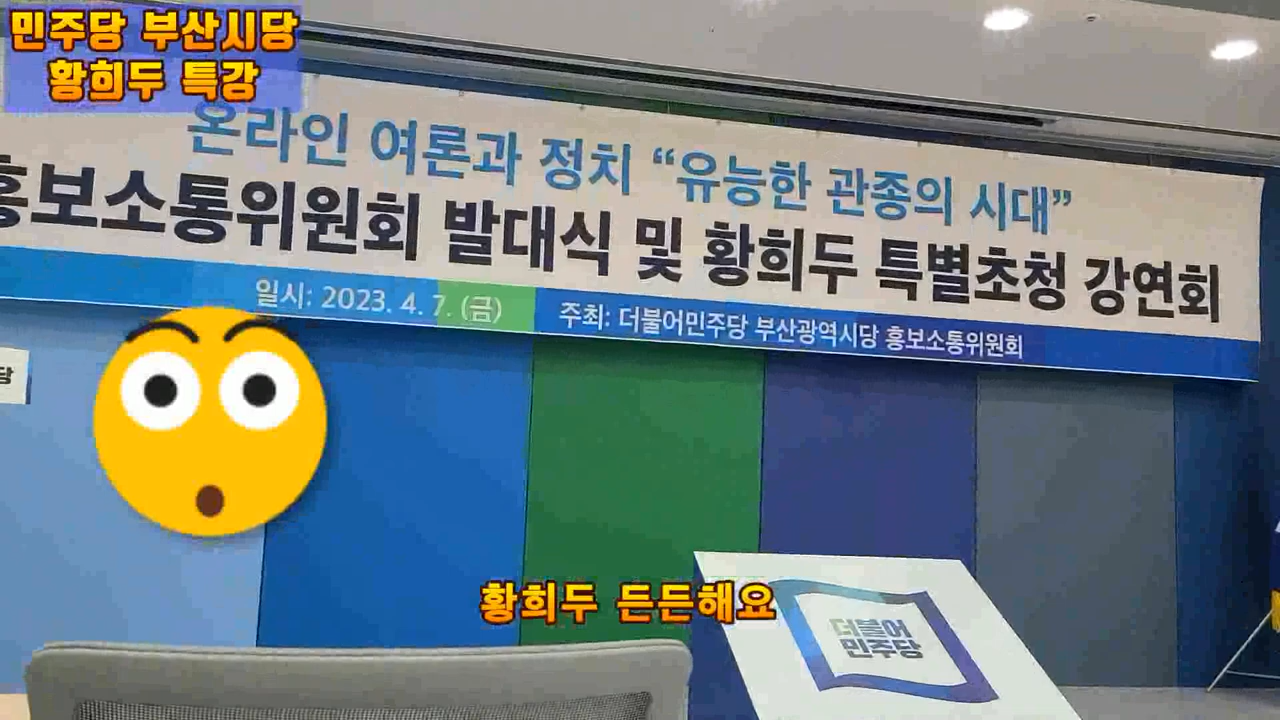 민주당 부산시당
황희두 특강
온라인 여론과 정치 “유능한 관종의 시대”
홍보소통위원회 발대식 및 황희두 특별초청 강연회
일시: 2023. 4. 7. (금)
주최: 더불어민주당 부산광역시당 홍보소통위원회
당
황희두 든든해요
더불어
민주당